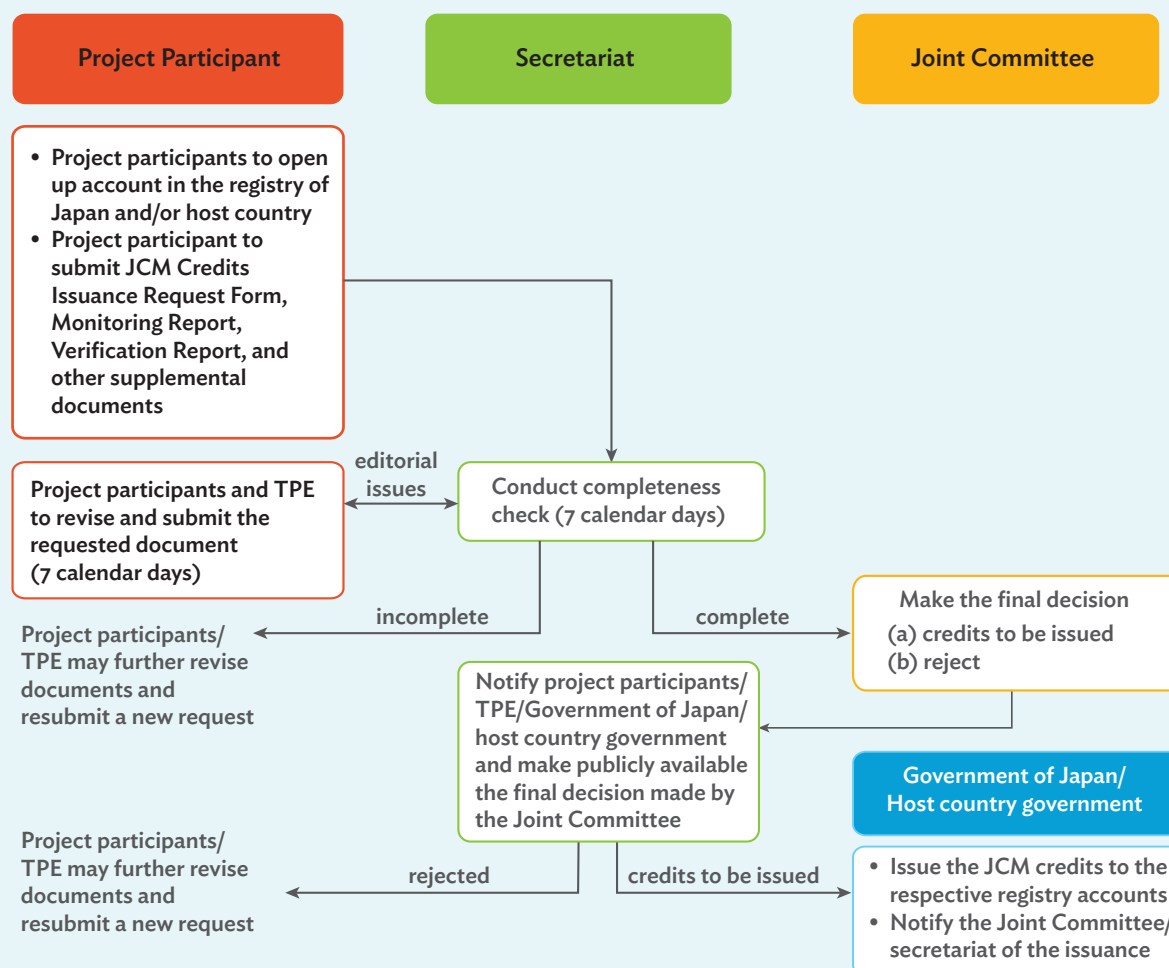 Project Participant
Secretariat
Joint Committee
• Project participants to open
up account in the registry of
Japan and/or host country
• Project participant to
submit JCM Credits
Issuance Request Form,
Monitoring Report,
Verification Report, and
other supplemental
documents
editorial
issues
Project participants and TPE
to revise and submit the
requested document
(7 calendar days)
Conduct completeness
check (7 calendar days)
incomplete
complete
Project participants/
TPE may further revise
documents and
resubmit a new request
Make the final decision
(a) credits to be issued
(b) reject
Notify project participants/
TPE/Government of Japan/
host country government
and make publicly available
the final decision made by
the Joint Committee
Government of Japan/
Host country government
Project participants/
TPE may further revise
documents and
resubmit a new request
rejected
credits to be issued
• Issue the JCM credits to the
respective registry accounts
• Notify the Joint Committee/
secretariat of the issuance